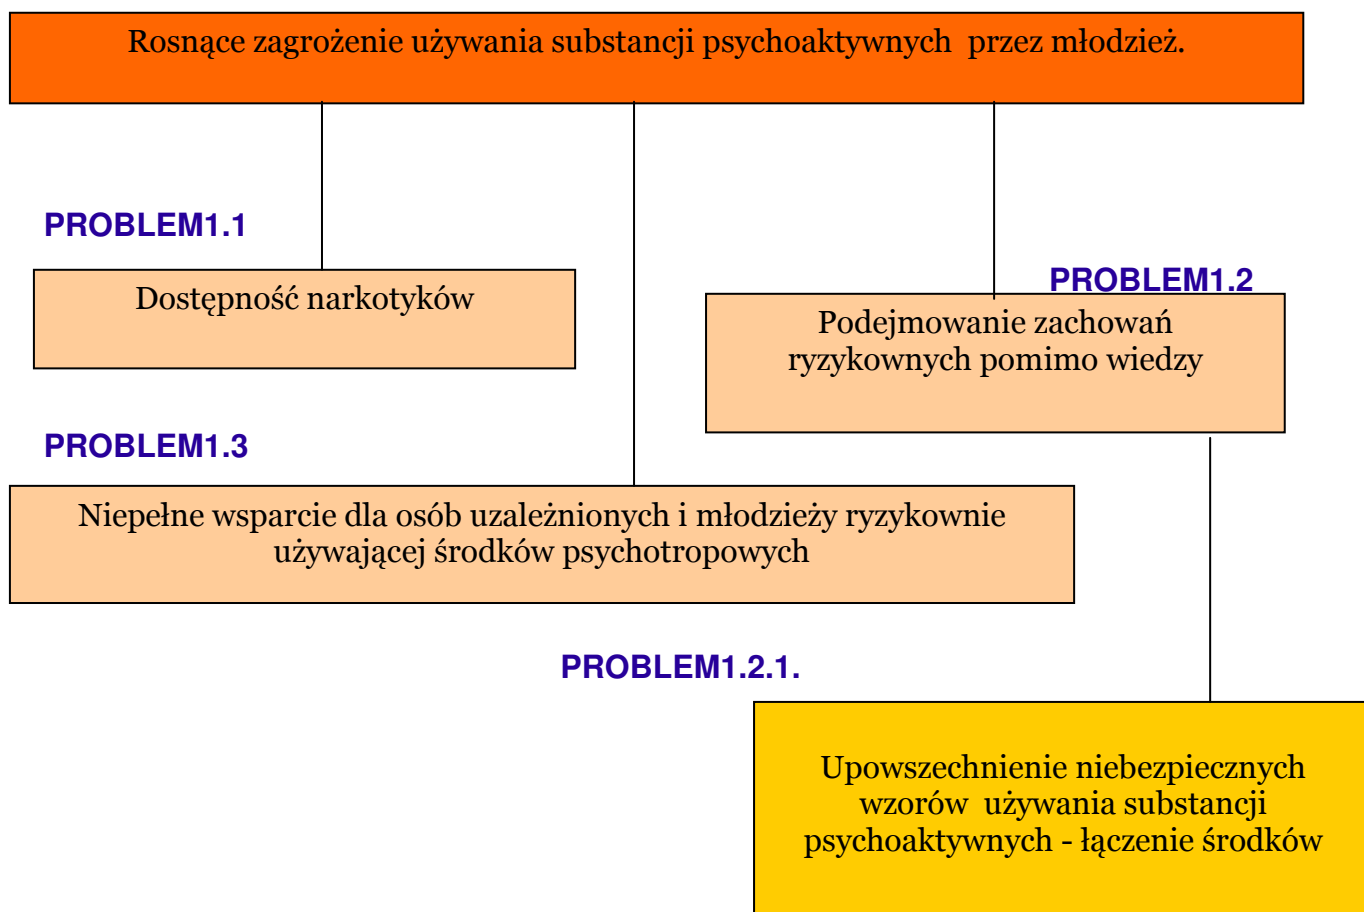 Rosnące zagrożenie używania substancji psychoaktywnych przez młodzież.
PROBLEM1.1
Dostępność narkotyków
PROBLEM1.2
Podejmowanie zachowań
ryzykownych pomimo wiedzy
PROBLEM1.3
Niepełne wsparcie dla osób uzależnionych i młodzieży ryzykownie
używającej środków psychotropowych
PROBLEM1.2.1.
Upowszechnienie niebezpiecznych
wzorów używania substancji
psychoaktywnych - łączenie środków